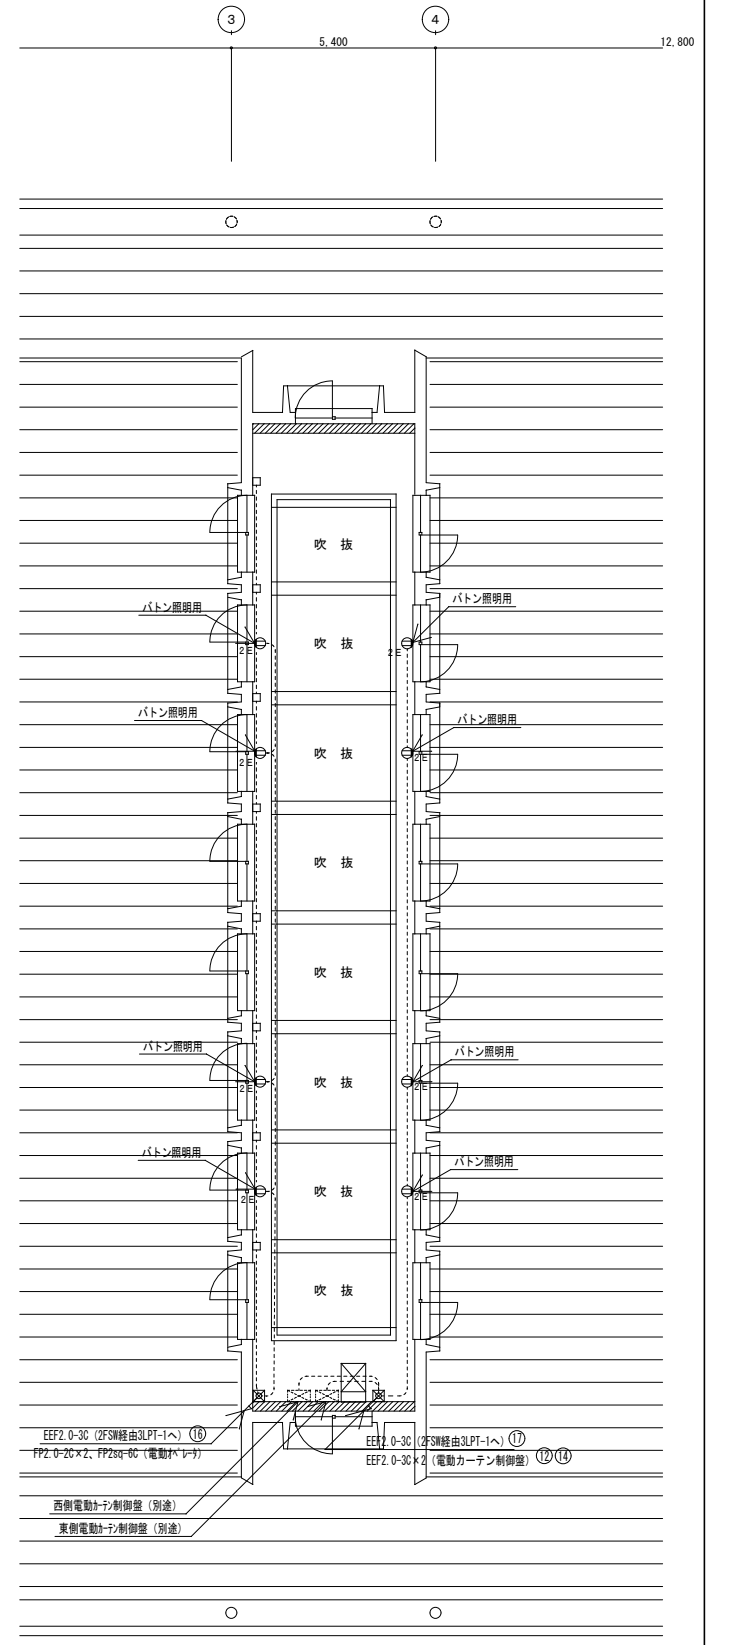 3 4
5,400 12,800
吹 抜
バトン照明用 バトン照明用
吹 抜
2E 2E
バトン照明用 バトン照明用
吹 抜
2E 2E
吹 抜
吹 抜
バトン照明用 バトン照明用
吹 抜
2E 2E
バトン照明用 バトン照明用
吹 抜
2E 2E
吹 抜
EEF2.0-3C (2FSW経由3LPT-1へ) ⑯
FP2.0-2C×2、FP2sq-6C (電動オペレータ)
EEF2.0-3C (2FSW経由3LPT-1へ) ⑰
EEF2.0-3C×2 (電動カーテン制御盤) ⑫⑭
西側電動カーテン制御盤 (別途)
東側電動カーテン制御盤 (別途)